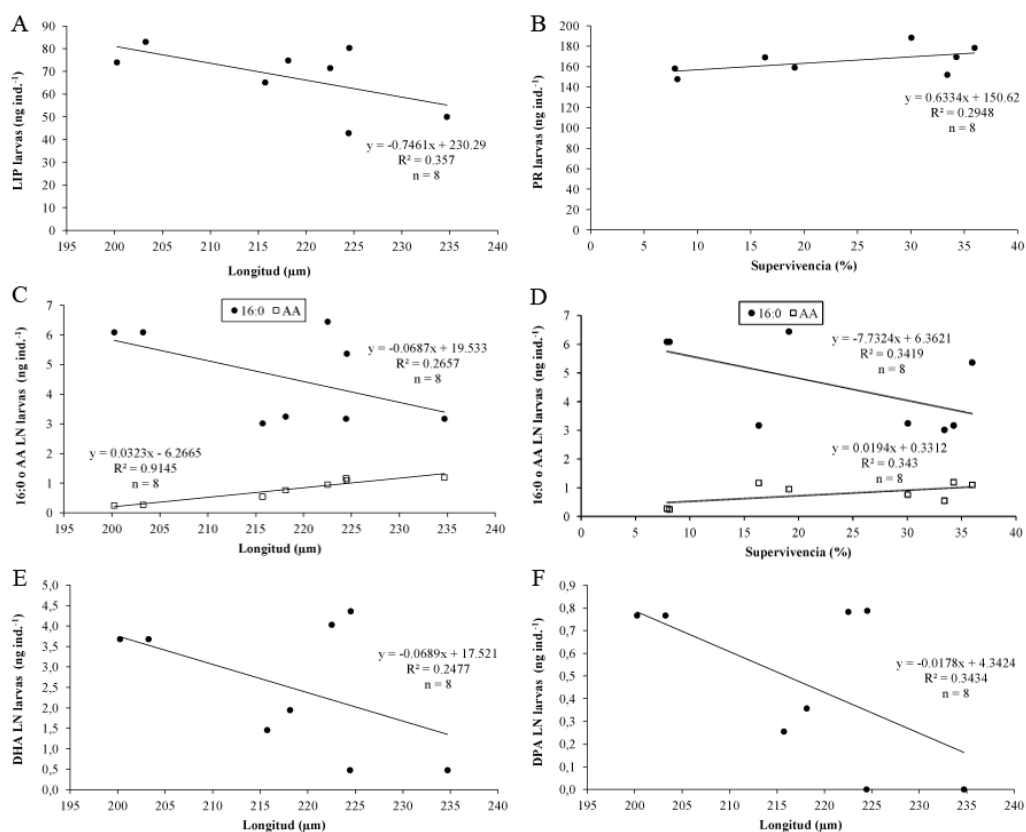 A
90
80
70
60
50
40
30
20
10
0
LIP larvas (ng ind.-1)
y = -0.7461x + 230.29
R² = 0.357
n = 8
195 200 205 210 215 220 225 230 235 240
Longitud (µm)
B
200
180
160
140
120
100
80
60
40
20
0
PR larvas (ng ind.-1)
y = 0.6334x + 150.62
R² = 0.2948
n = 8
0 5 10 15 20 25 30 35 40
Supervivencia (%)
C
16:0 AA
7
6
5
4
3
2
1
0
16:0 o AA LN larvas (ng ind.-1)
y = -0.0687x + 19.533
R² = 0.2657
n = 8
y = 0.0323x - 6.2665
R² = 0.9145
n = 8
195 200 205 210 215 220 225 230 235 240
Longitud (µm)
D
16:0 AA
7
6
5
4
3
2
1
0
16:0 o AA LN larvas (ng ind.-1)
y = -7.7324x + 6.3621
R² = 0.3419
n = 8
y = 0.0194x + 0.3312
R² = 0.343
n = 8
0 5 10 15 20 25 30 35 40
Supervivencia (%)
E
5,0
4,5
4,0
3,5
3,0
2,5
2,0
1,5
1,0
0,5
0,0
DHA LN larvas (ng ind.-1)
y = -0.0689x + 17.521
R² = 0.2477
n = 8
195 200 205 210 215 220 225 230 235 240
Longitud (µm)
F
0,9
0,8
0,7
0,6
0,5
0,4
0,3
0,2
0,1
0,0
DPA LN larvas (ng ind.-1)
y = -0.0178x + 4.3424
R² = 0.3434
n = 8
195 200 205 210 215 220 225 230 235 240
Longitud (µm)